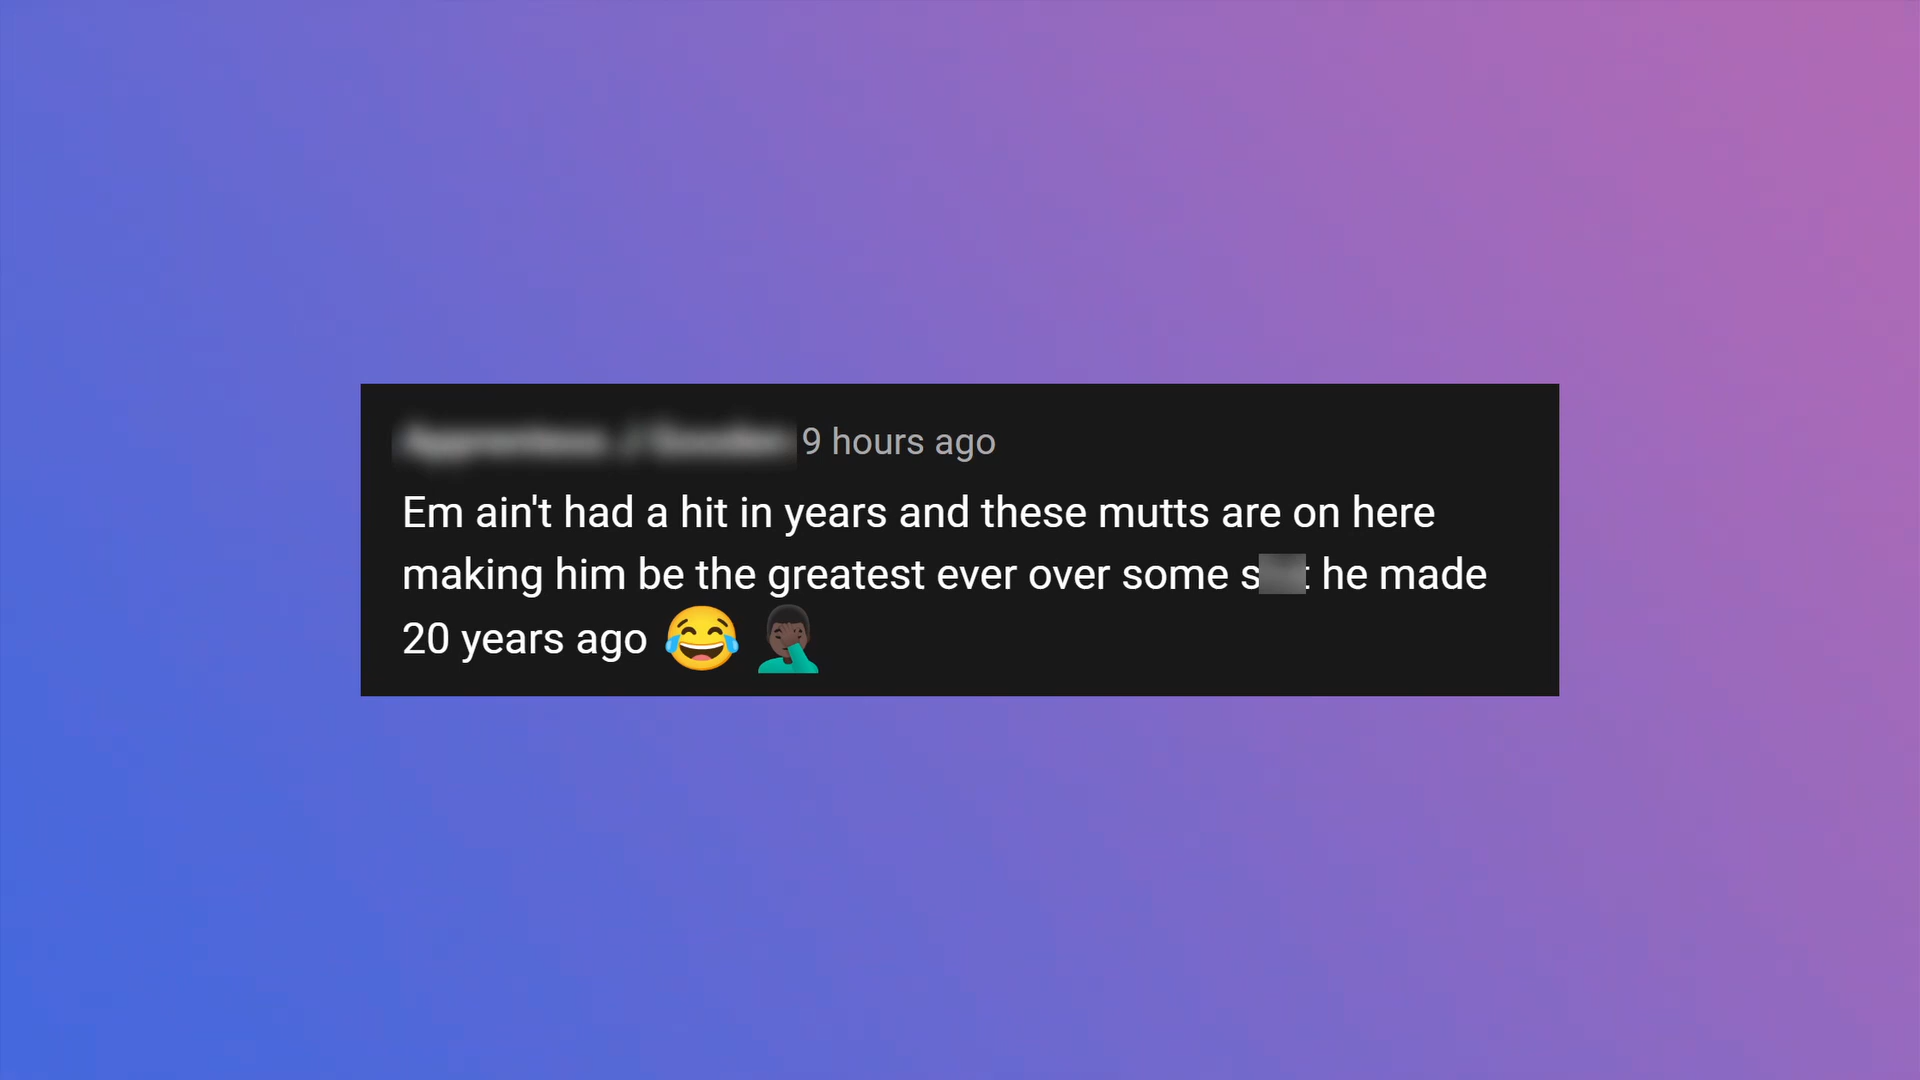 9 hours ago
Em ain't had a hit in years and these mutts are on here
making him be the greatest ever over some he made
20 years ago 😂 🤦🏿‍♂️